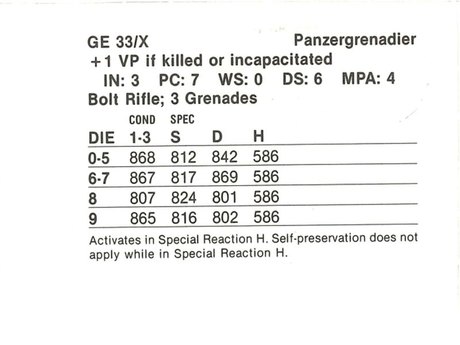 GE 33/X Panzergrenadier
+1 VP if killed or incapacitated
IN: 3 PC: 7 WS: 0 DS: 6 MPA: 4
Bolt Rifle; 3 Grenades
COND SPEC
DIE 1-3 S D H
0-5 868 812 842 586
6-7 867 817 869 586
8 807 824 801 586
9 865 816 802 586
Activates in Special Reaction H. Self-preservation does not
apply while in Special Reaction H.